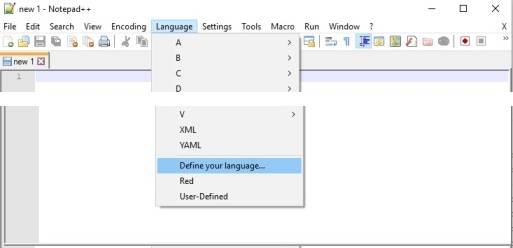 new 1 - Notepad++
File Edit Search View Encoding Language Settings Tools Macro Run Window ? X
new 1
A
B
C
D
1
V
XML
YAML
Define your language...
Red
User-Defined